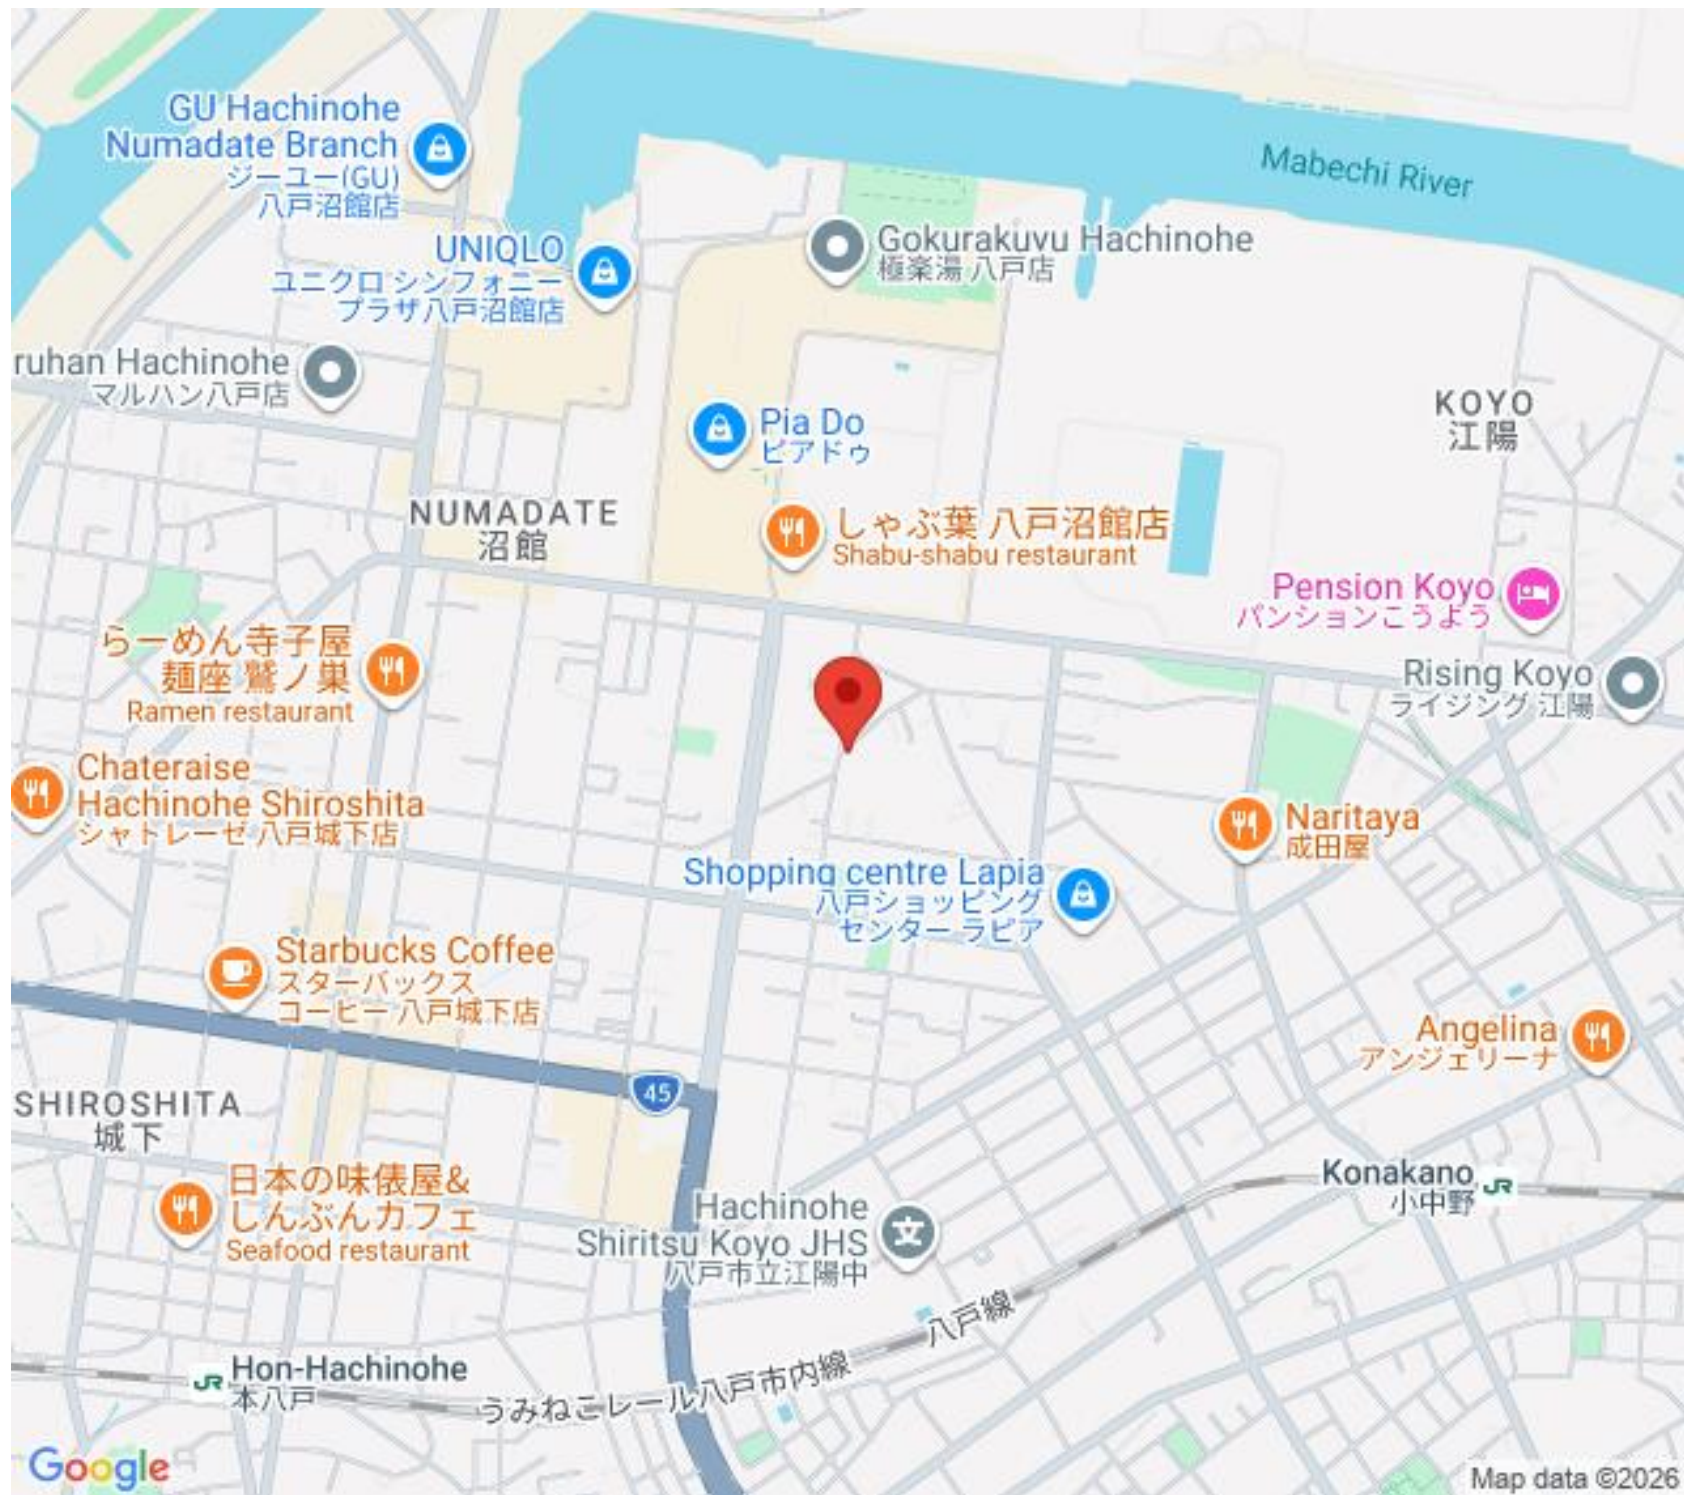 GU Hachinohe
Numadate Branch
ジーユー(GU)
八戸沼館店
Mabechi River
UNIQLO
ユニクロ シンフォニー
プラザ八戸沼館店
Gokurakuyu Hachinohe
極楽湯 八戸店
ruhan Hachinohe
マルハン八戸店
KOYO
江陽
Pia Do
ピアドゥ
NUMADATE
沼館
しゃぶ葉 八戸沼館店
Shabu-shabu restaurant
Pension Koyo
パンションこうよう
らーめん寺子屋
麺座 鷲ノ巣
Ramen restaurant
Rising Koyo
ライジング 江陽
Chateraise
Hachinohe Shiroshita
シャトレーゼ 八戸城下店
Naritaya
成田屋
Shopping centre Lapia
八戸ショッピング
センター ラピア
Starbucks Coffee
スターバックス
コーヒー 八戸城下店
Angelina
アンジェリーナ
45
SHIROSHITA
城下
日本の味俵屋&
しんぶんカフェ
Seafood restaurant
Konakano
小中野
JR
Hachinohe
Shiritsu Koyo JHS
八戸市立江陽中
文
八戸線
JR
Hon-Hachinohe
本八戸
うみねこレール八戸市内線
Google
Map data ©2026